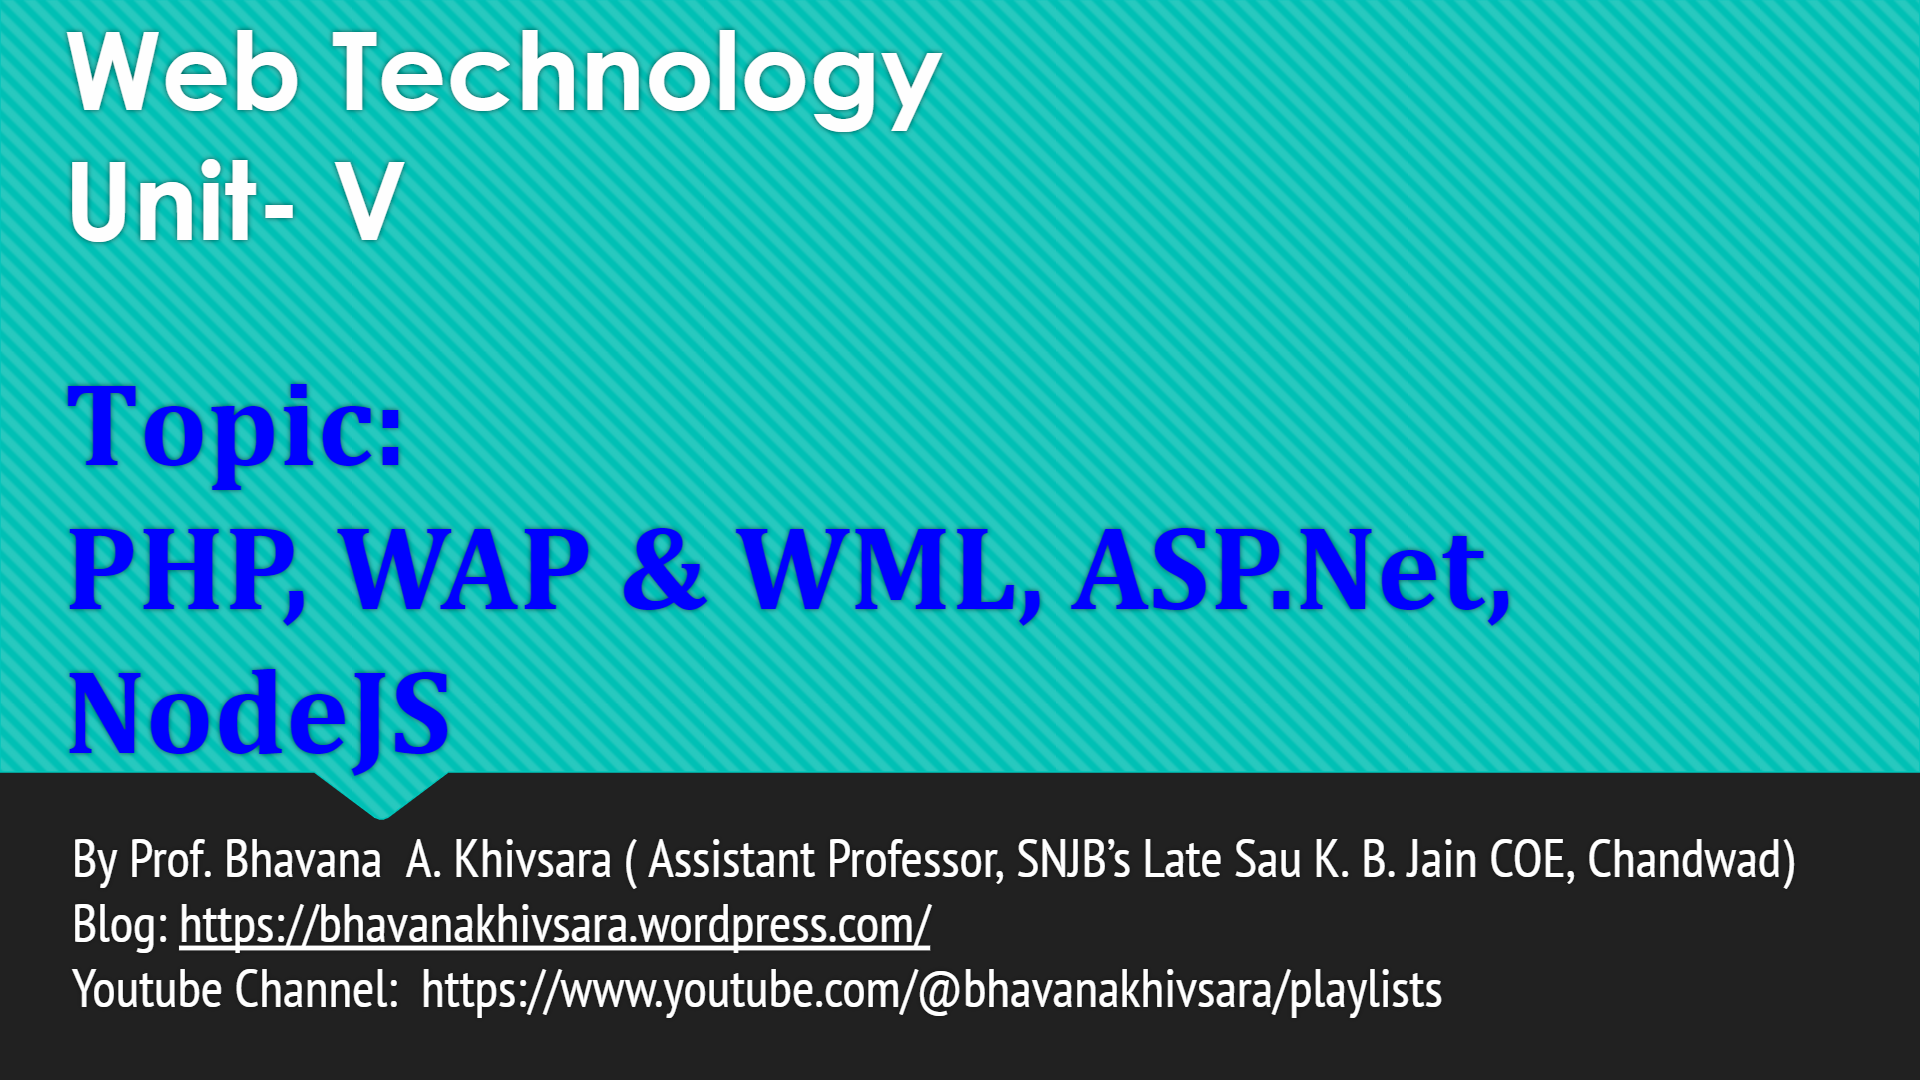 Web Technology
Unit- V
Topic:
PHP, WAP & WML, ASP.Net,
NodeJS
By Prof. Bhavana  A. Khivsara ( Assistant Professor, SNJB’s Late Sau K. B. Jain COE, Chandwad)
Blog: https://bhavanakhivsara.wordpress.com/
Youtube Channel:  https://www.youtube.com/@bhavanakhivsara/playlists